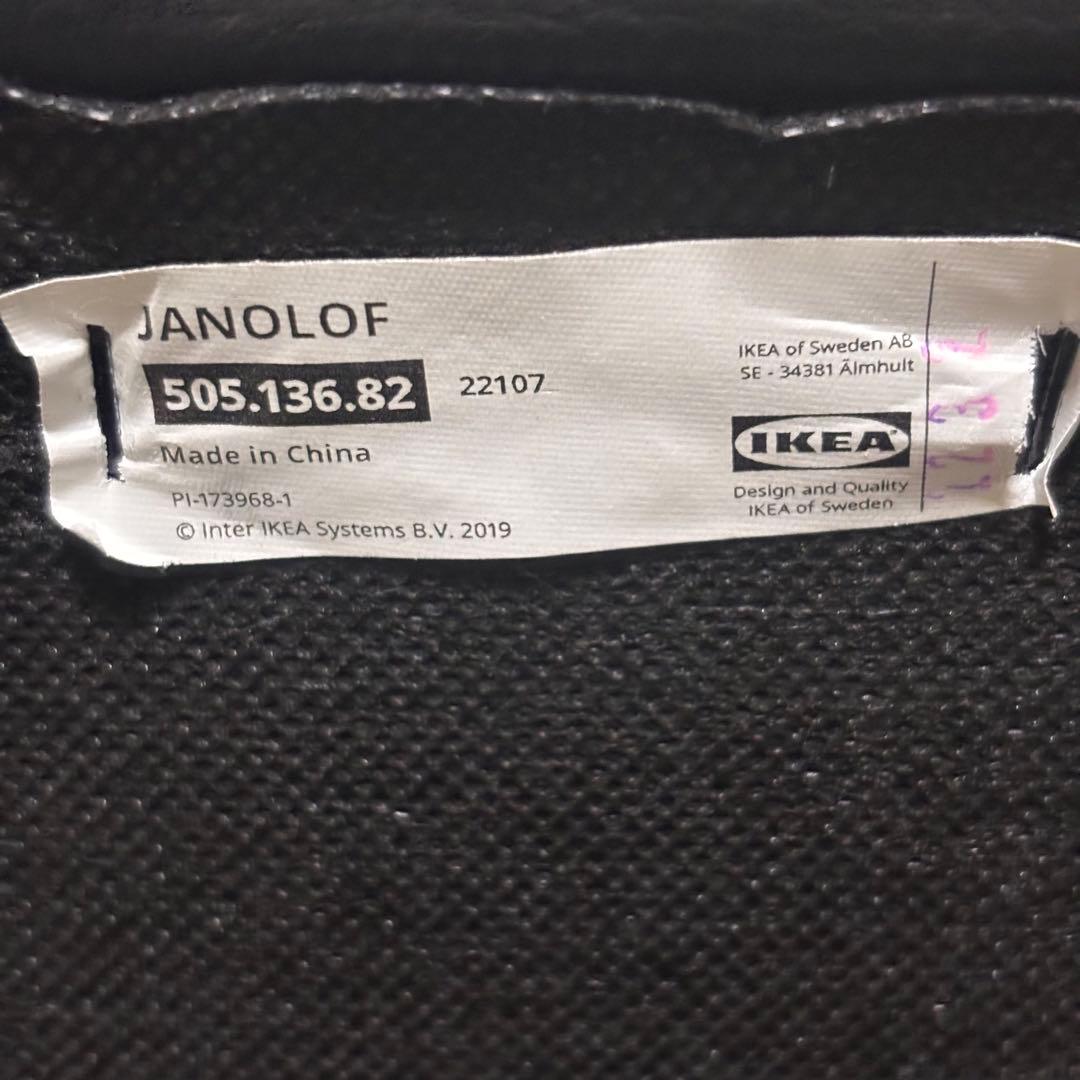 JANOLOF
505.136.82 22107
Made in China
PI-173968-1
© Inter IKEA Systems B.V. 2019
IKEA of Sweden AB
SE - 34381 Älmhult
IKEA
Design and Quality
IKEA of Sweden